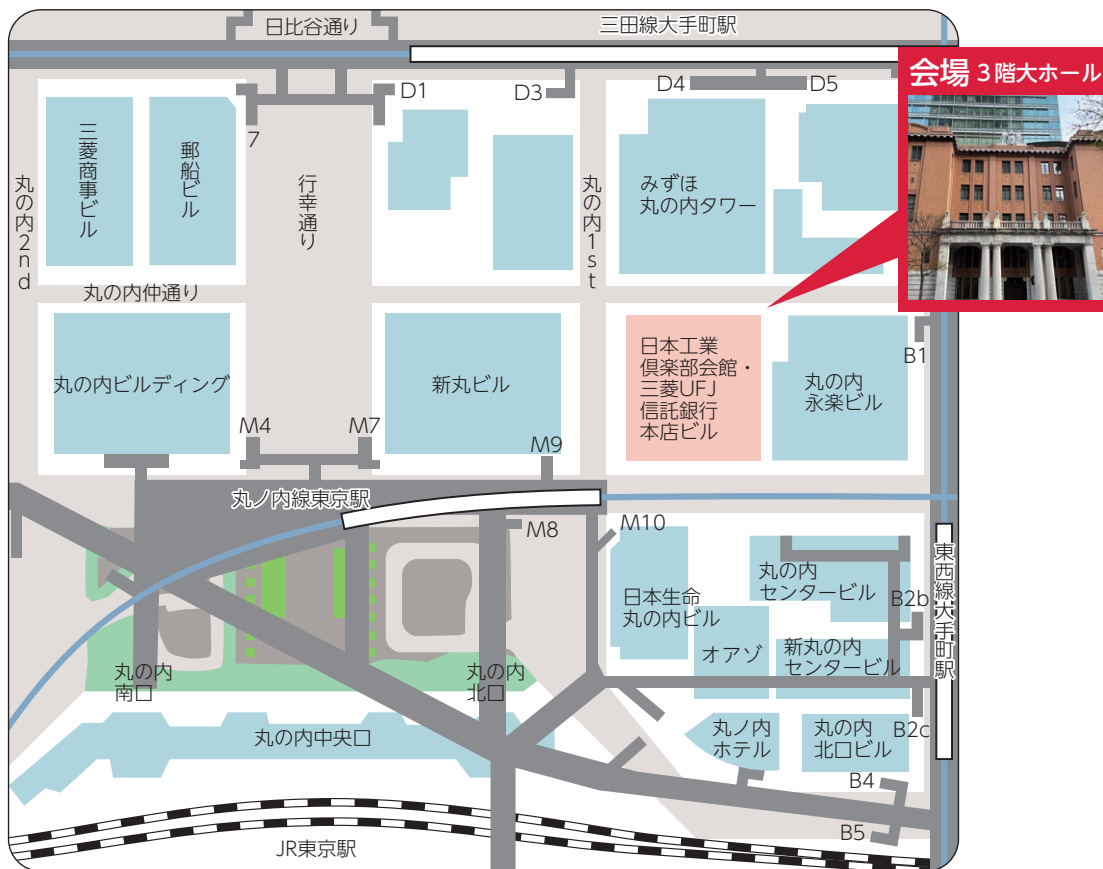 日比谷通り
三田線大手町駅
会場 3階大ホール
D1
D3
D4
D5
7
三菱商事ビル
郵船ビル
行幸通り
丸の内2nd
丸の内1st
みずほ
丸の内タワー
丸の内仲通り
丸の内ビルディング
新丸ビル
日本工業
倶楽部会館・
三菱UFJ
信託銀行
本店ビル
丸の内
永楽ビル
B1
M4
M7
M9
丸ノ内線東京駅
M8
M10
日本生命
丸の内ビル
丸の内
センタービル
B2b
東西線大手町駅
オアゾ
新丸の内
センタービル
丸の内
南口
丸の内
北口
B2c
丸の内中央口
丸ノ内
ホテル
丸の内
北口ビル
B4
B5
JR東京駅